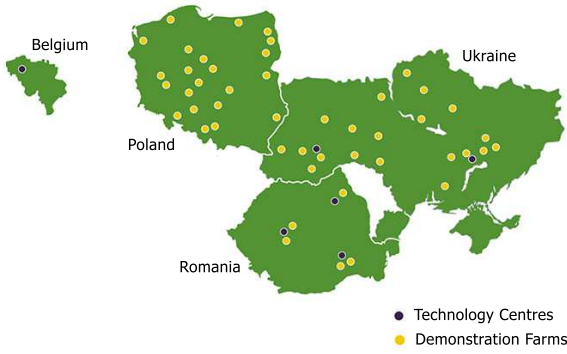 Belgium
Ukraine
Poland
Romania
Technology Centres
Demonstration Farms